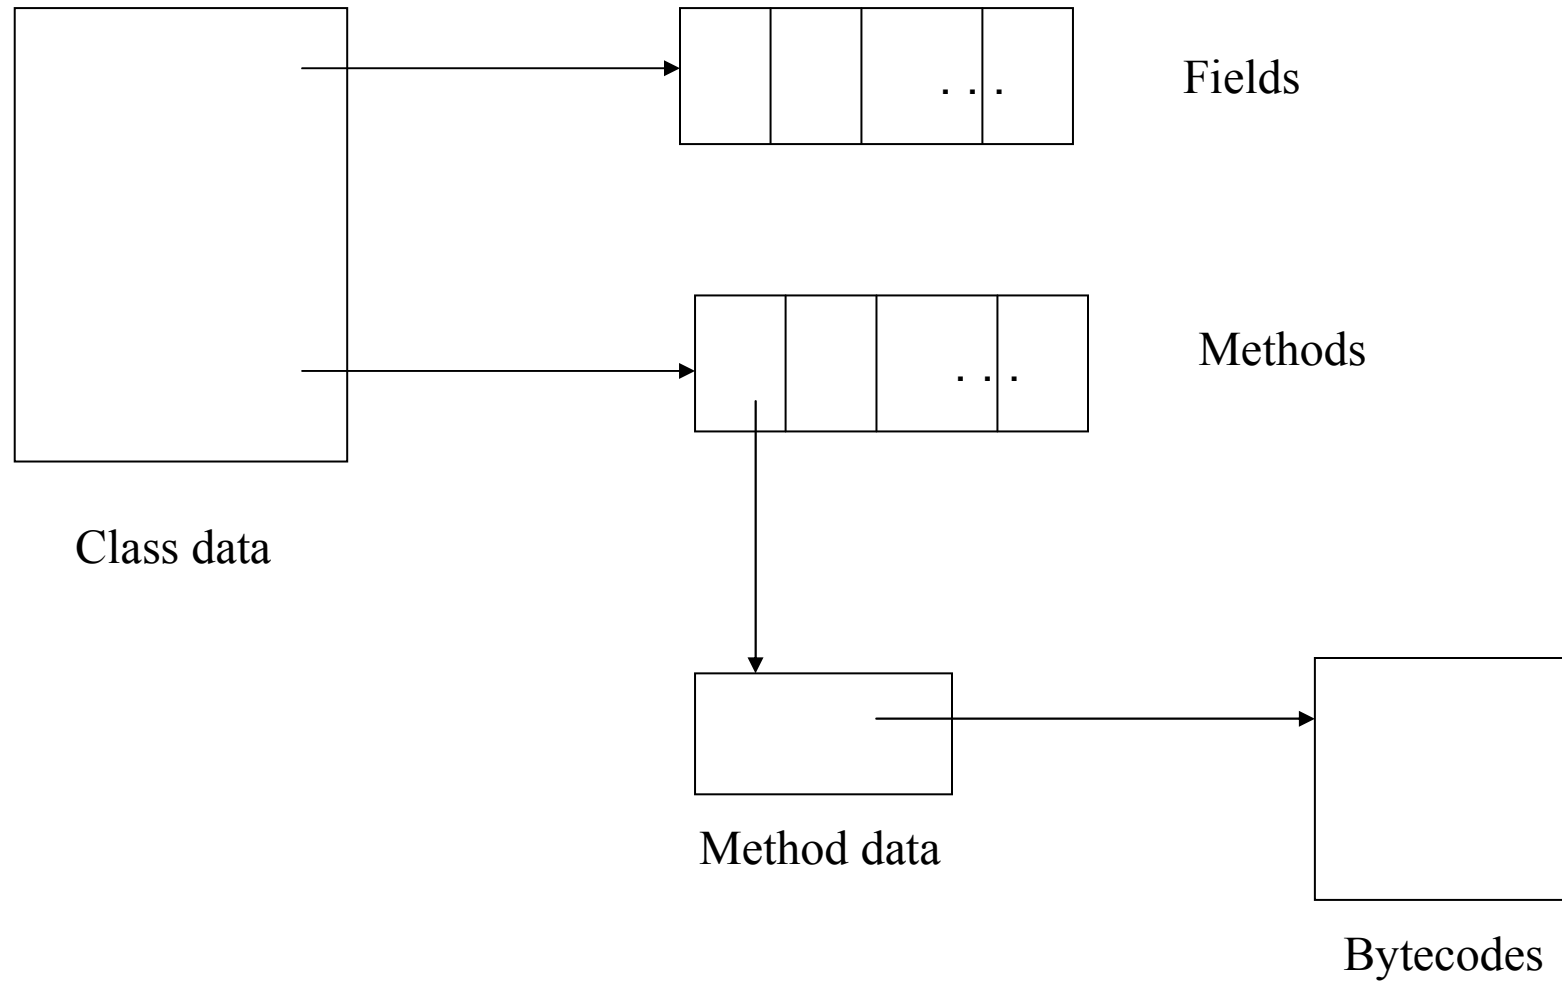 . . .
Fields
. . .
Methods
Class data
Method data
Bytecodes